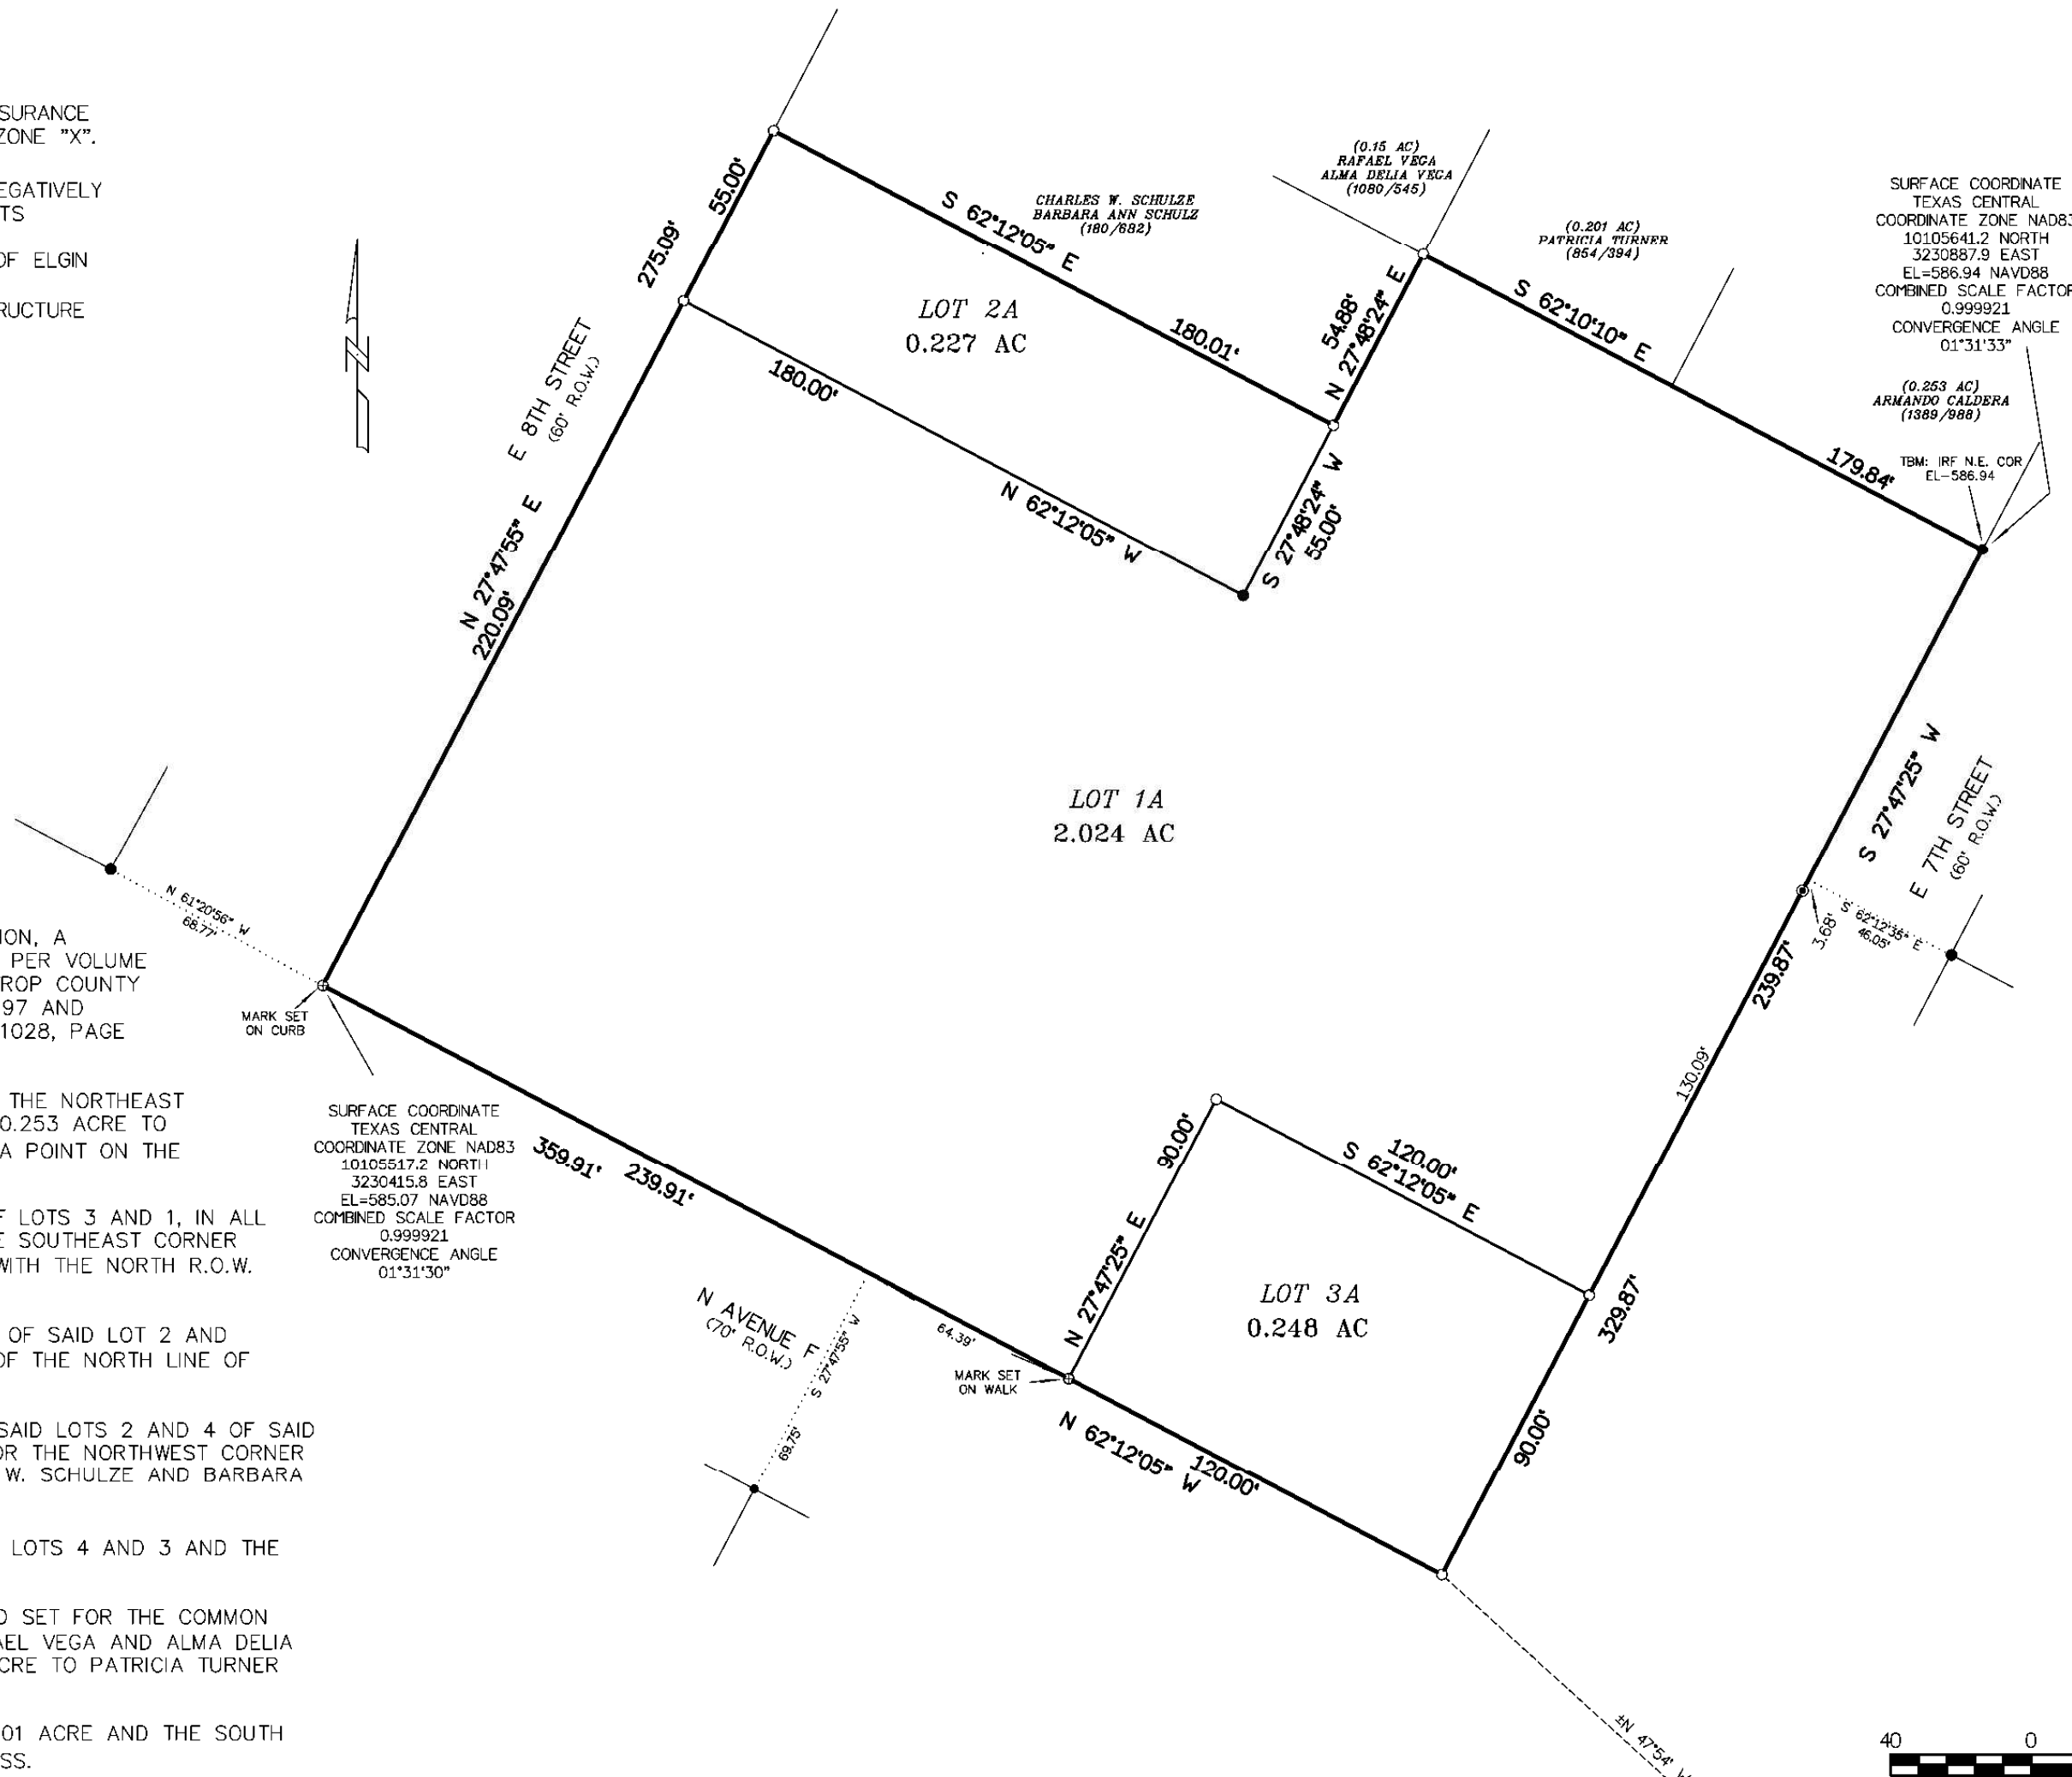 SURANCE
ZONE "X".
EGATIVELY
TS
OF ELGIN
RUCTURE
ION, A
PER VOLUME
ROP COUNTY
97 AND
1028, PAGE
THE NORTHEAST
0.253 ACRE TO
A POINT ON THE
F LOTS 3 AND 1, IN ALL
E SOUTHEAST CORNER
WITH THE NORTH R.O.W.
OF SAID LOT 2 AND
OF THE NORTH LINE OF
SAID LOTS 2 AND 4 OF SAID
OR THE NORTHWEST CORNER
W. SCHULZE AND BARBARA
LOTS 4 AND 3 AND THE
D SET FOR THE COMMON
AEL VEGA AND ALMA DELIA
CRE TO PATRICIA TURNER
01 ACRE AND THE SOUTH
SS.
N
55.00'
275.09'
S 62°12'05" E
180.01'
CHARLES W. SCHULZE
BARBARA ANN SCHULZ
(180/682)
(0.15 AC)
RAFAEL VEGA
ALMA DELIA VEGA
(1080/545)
(0.201 AC)
PATRICIA TURNER
(854/394)
SURFACE COORDINATE
TEXAS CENTRAL
COORDINATE ZONE NAD83
10105641.2 NORTH
3230887.9 EAST
EL=586.94 NAVD88
COMBINED SCALE FACTOR
0.999921
CONVERGENCE ANGLE
01°31'33"
(0.253 AC)
ARMANDO CALDERA
(1389/988)
TBM: IRF N.E. COR
EL-586.94
LOT 2A
0.227 AC
54.88'
N 27°48'24" E
S 62°10'10" E
179.84'
E 8TH STREET
(60' R.O.W.)
180.00'
N 62°12'05" W
S 27°48'24" W
55.00'
N 27°47'55" E
220.09'
LOT 1A
2.024 AC
S 27°47'25" W
E 7TH STREET
(60' R.O.W.)
N 61°20'56" W
68.77'
MARK SET
ON CURB
3.68'
S 62°12'35" E
46.05'
239.87'
130.09'
SURFACE COORDINATE
TEXAS CENTRAL
COORDINATE ZONE NAD83
10105517.2 NORTH
3230415.8 EAST
EL=585.07 NAVD88
COMBINED SCALE FACTOR
0.999921
CONVERGENCE ANGLE
01°31'30"
359.91'
239.91'
90.00'
N 27°47'25" E
120.00'
S 62°12'05" E
LOT 3A
0.248 AC
329.87'
90.00'
N AVENUE F
(70' R.O.W.)
S 27°47'55" W
69.75'
64.39'
MARK SET
ON WALK
N 62°12'05" W
120.00'
±N 47°54' W
40 0